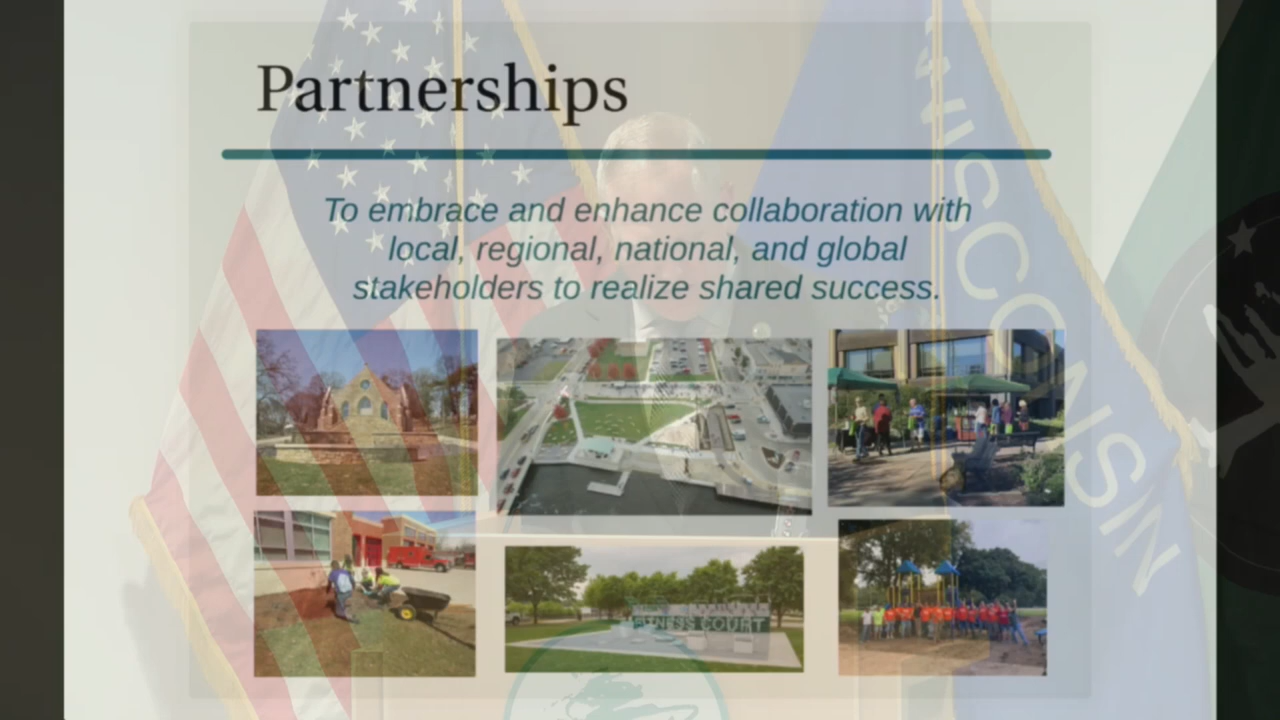 Partnerships
To embrace and enhance collaboration with
local, regional, national, and global
stakeholders to realize shared success.
WISCONSIN
FITNESS COURT